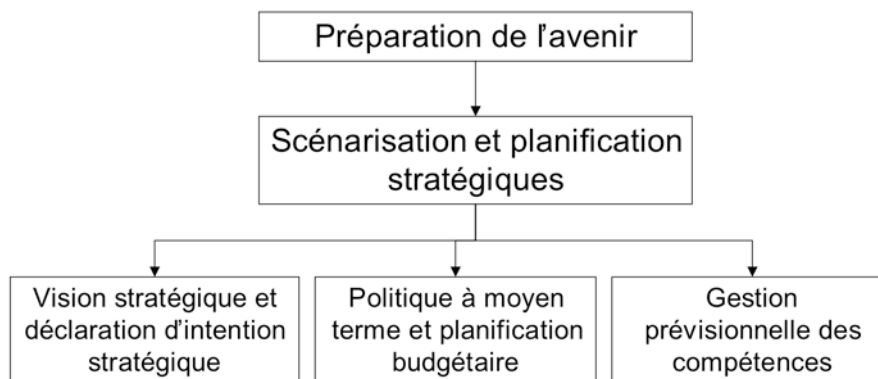 Préparation de l'avenir
Scénarisation et planification
stratégiques
Vision stratégique et
déclaration d'intention
stratégique
Politique à moyen
terme et planification
budgétaire
Gestion
prévisionnelle des
compétences